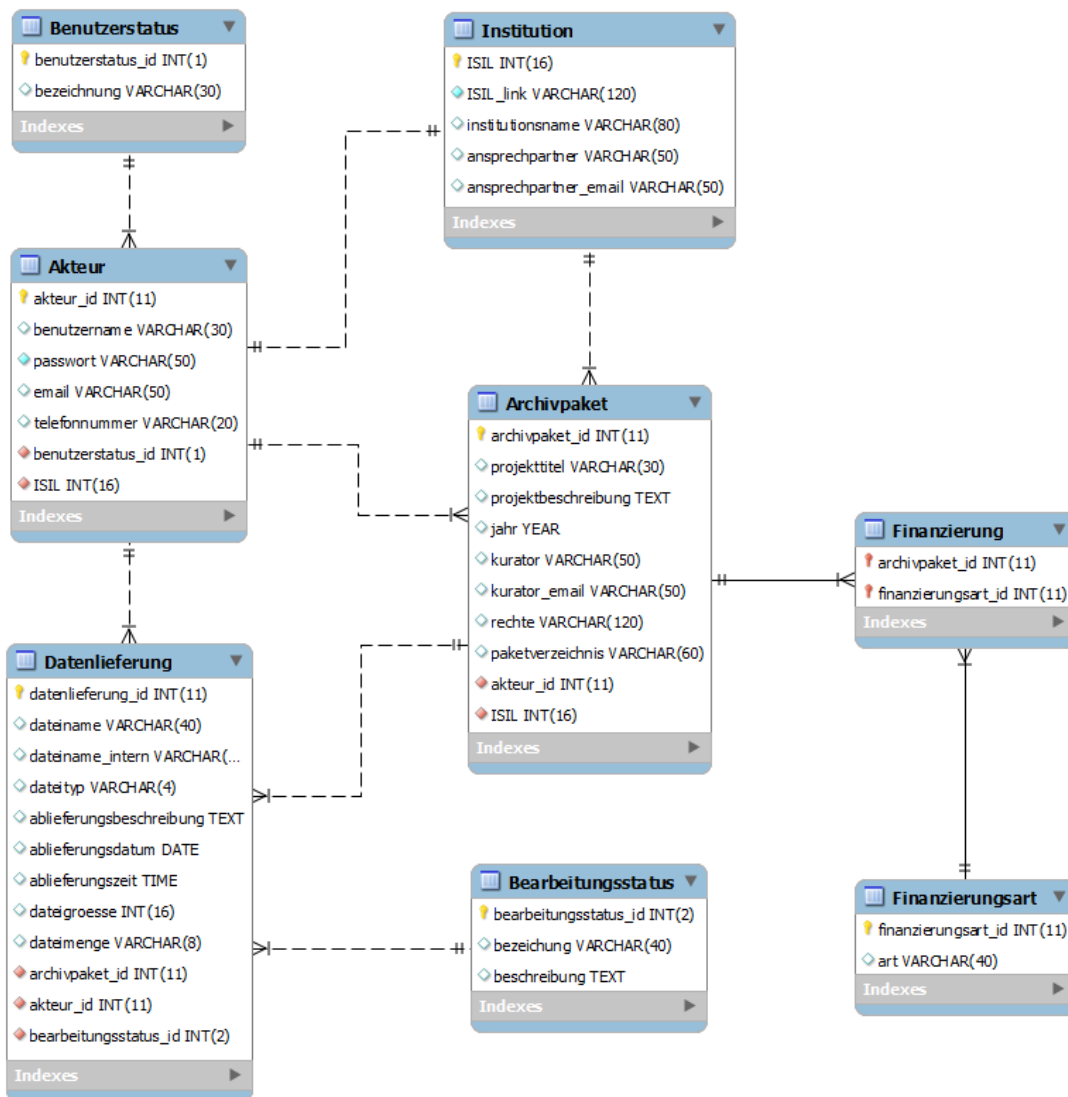 Benutzerstatus
benutzerstatus_id INT(1)
bezeichnung VARCHAR(30)
Indexes
Institution
ISIL INT(16)
ISIL_link VARCHAR(120)
institutionsname VARCHAR(80)
ansprechpartner VARCHAR(50)
ansprechpartner_email VARCHAR(50)
Indexes
Akteur
akteur_id INT(11)
benutzername VARCHAR(30)
passwort VARCHAR(50)
email VARCHAR(50)
telefonnummer VARCHAR(20)
benutzerstatus_id INT(1)
ISIL INT(16)
Indexes
Archivpaket
archivpaket_id INT(11)
projekttitel VARCHAR(30)
projektbeschreibung TEXT
jahr YEAR
kurator VARCHAR(50)
kurator_email VARCHAR(50)
rechte VARCHAR(120)
paketverzeichnis VARCHAR(60)
akteur_id INT(11)
ISIL INT(16)
Indexes
Finanzierung
archivpaket_id INT(11)
finanzierungsart_id INT(11)
Indexes
Datenlieferung
datenlieferung_id INT(11)
dateiname VARCHAR(40)
dateiname_intern VARCHAR(...
dateityp VARCHAR(4)
ablieferungsbeschreibung TEXT
ablieferungsdatum DATE
ablieferungszeit TIME
dateigroesse INT(16)
dateimenge VARCHAR(8)
archivpaket_id INT(11)
akteur_id INT(11)
bearbeitungsstatus_id INT(2)
Indexes
Bearbeitungsstatus
bearbeitungsstatus_id INT(2)
bezeichung VARCHAR(40)
beschreibung TEXT
Indexes
Finanzierungsart
finanzierungsart_id INT(11)
art VARCHAR(40)
Indexes